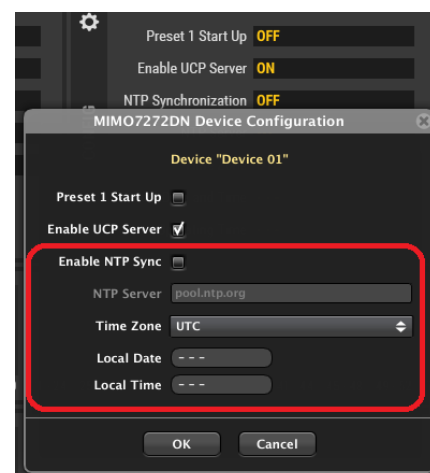 Preset 1 Start Up OFF
Enable UCP Server ON
NTP Synchronization OFF
MIMO7272DN Device Configuration
Device "Device 01"
Preset 1 Start Up
Enable UCP Server
Enable NTP Sync
NTP Server pool.ntp.org
Time Zone UTC
Local Date ---
Local Time ---
OK Cancel